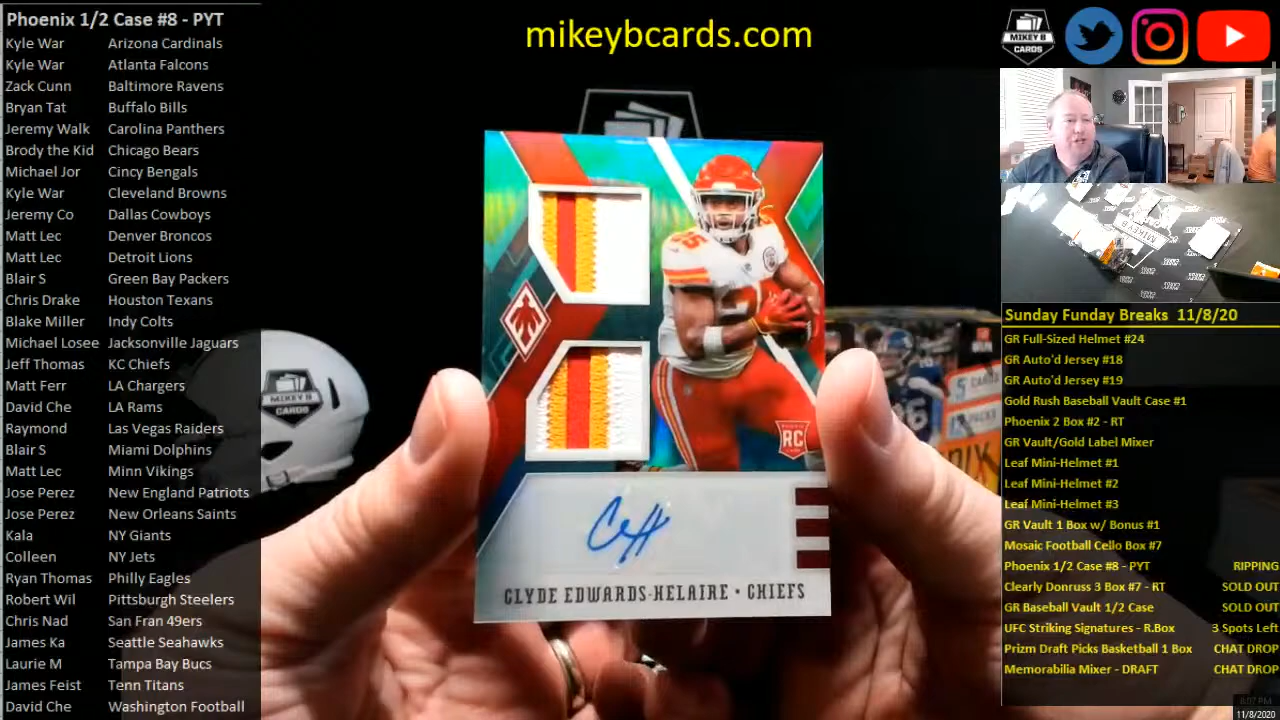 Phoenix 1/2 Case #8 - PYT
Kyle War Arizona Cardinals
Kyle War Atlanta Falcons
Zack Cunn Baltimore Ravens
Bryan Tat Buffalo Bills
Jeremy Walk Carolina Panthers
Brody the Kid Chicago Bears
Michael Jor Cincy Bengals
Kyle War Cleveland Browns
Jeremy Co Dallas Cowboys
Matt Lec Denver Broncos
Matt Lec Detroit Lions
Blair S Green Bay Packers
Chris Drake Houston Texans
Blake Miller Indy Colts
Michael Losee Jacksonville Jaguars
Jeff Thomas KC Chiefs
Matt Ferr LA Chargers
David Che LA Rams
Raymond Las Vegas Raiders
Blair S Miami Dolphins
Matt Lec Minn Vikings
Jose Perez New England Patriots
Jose Perez New Orleans Saints
Kala NY Giants
Colleen NY Jets
Ryan Thomas Philly Eagles
Robert Wil Pittsburgh Steelers
Chris Nad San Fran 49ers
James Ka Seattle Seahawks
Laurie M Tampa Bay Bucs
James Feist Tenn Titans
David Che Washington Football
mikeybcards.com
MIKEY B
CARDS
RC
CLYDE EDWARDS-HELAIRE • CHIEFS
MIKEY B
CARDS
MIKEY B
Sunday Funday Breaks 11/8/20
GR Full-Sized Helmet #24
GR Auto'd Jersey #18
GR Auto'd Jersey #19
Gold Rush Baseball Vault Case #1
Phoenix 2 Box #2 - RT
GR Vault/Gold Label Mixer
Leaf Mini-Helmet #1
Leaf Mini-Helmet #2
Leaf Mini-Helmet #3
GR Vault 1 Box w/ Bonus #1
Mosaic Football Cello Box #7
Phoenix 1/2 Case #8 - PYT RIPPING
Clearly Donruss 3 Box #7 - RT SOLD OUT
GR Baseball Vault 1/2 Case SOLD OUT
UFC Striking Signatures - R.Box 3 Spots Left
Prizm Draft Picks Basketball 1 Box CHAT DROP
Memorabilia Mixer - DRAFT CHAT DROP
8:07 PM
11/8/2020